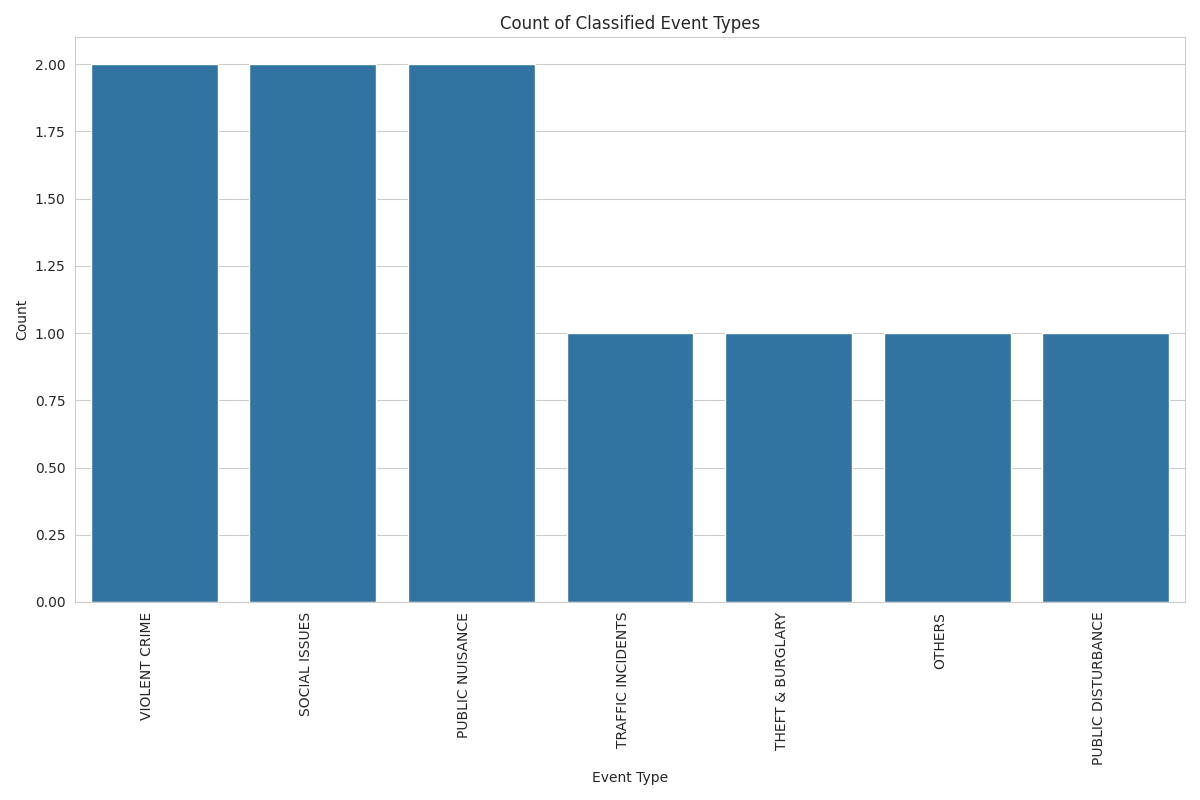 Count of Classified Event Types
Count
2.00
1.75
1.50
1.25
1.00
0.75
0.50
0.25
0.00
VIOLENT CRIME
SOCIAL ISSUES
PUBLIC NUISANCE
TRAFFIC INCIDENTS
THEFT & BURGLARY
OTHERS
PUBLIC DISTURBANCE
Event Type